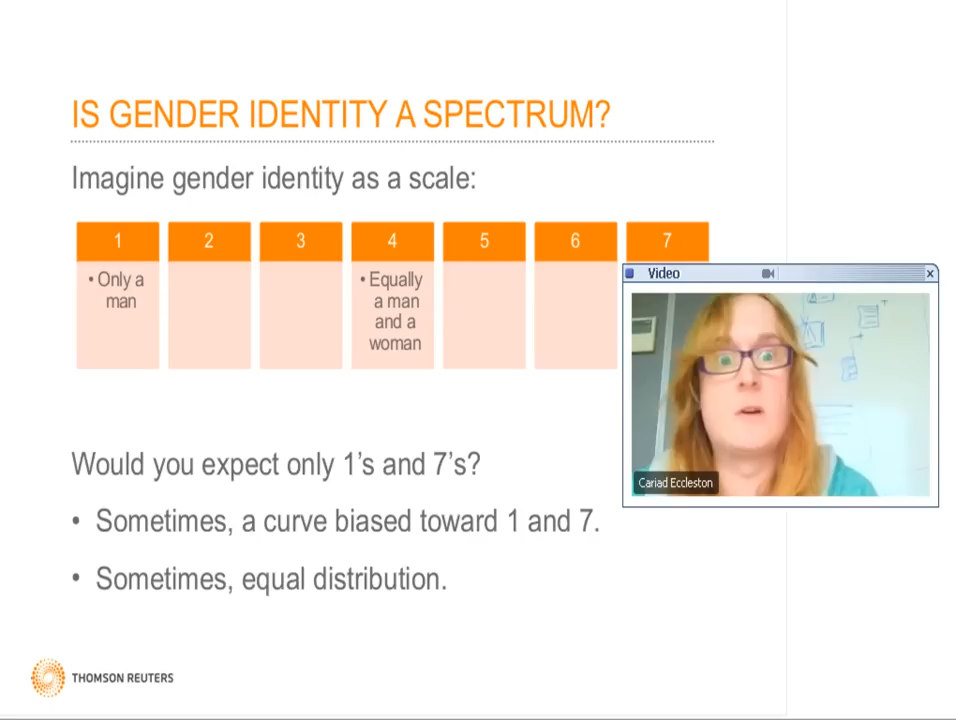 IS GENDER IDENTITY A SPECTRUM?
Imagine gender identity as a scale:
1 2 3 4 5 6 7
• Only a
man
• Equally
a man
and a
woman
Video
Cariad Eccleston
Would you expect only 1’s and 7’s?
• Sometimes, a curve biased toward 1 and 7.
• Sometimes, equal distribution.
THOMSON REUTERS